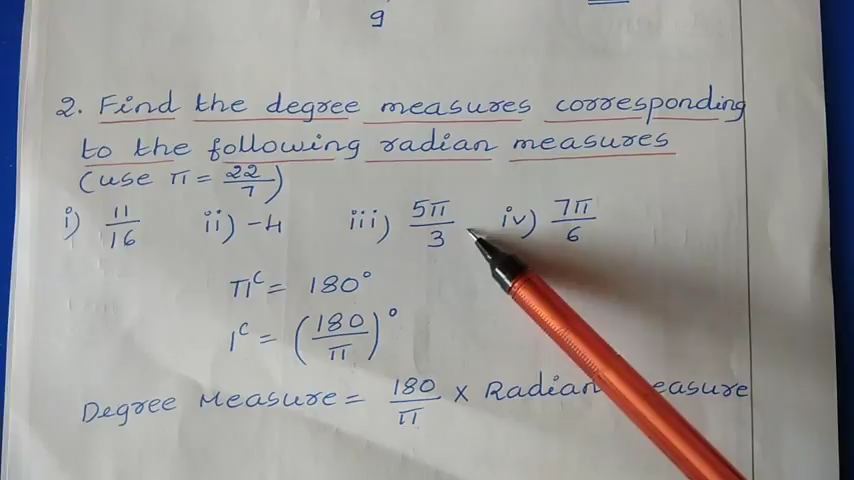 9
2. Find the degree measures corresponding
to the following radian measures
(use π = 22/7)
i) 11/16 ii) -4 iii) 5π/3 iv) 7π/6
π^c = 180°
1^c = (180/π)°
Degree Measure = 180/π × Radian easure